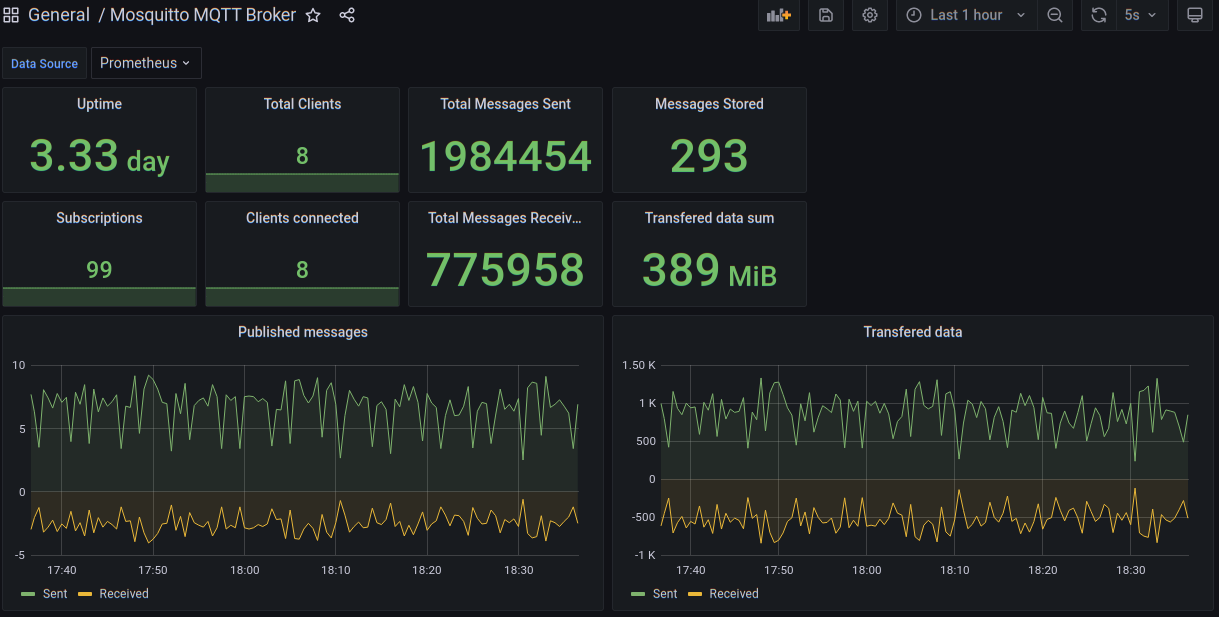 General / Mosquitto MQTT Broker
Last 1 hour
5s
Data Source
Prometheus
Uptime
3.33 day
Total Clients
8
Total Messages Sent
1984454
Messages Stored
293
Subscriptions
99
Clients connected
8
Total Messages Receiv...
775958
Transfered data sum
389 MiB
Published messages
10
5
0
-5
17:40 17:50 18:00 18:10 18:20 18:30
Sent Received
Transfered data
1.50 K
1 K
500
0
-500
-1 K
17:40 17:50 18:00 18:10 18:20 18:30
Sent Received